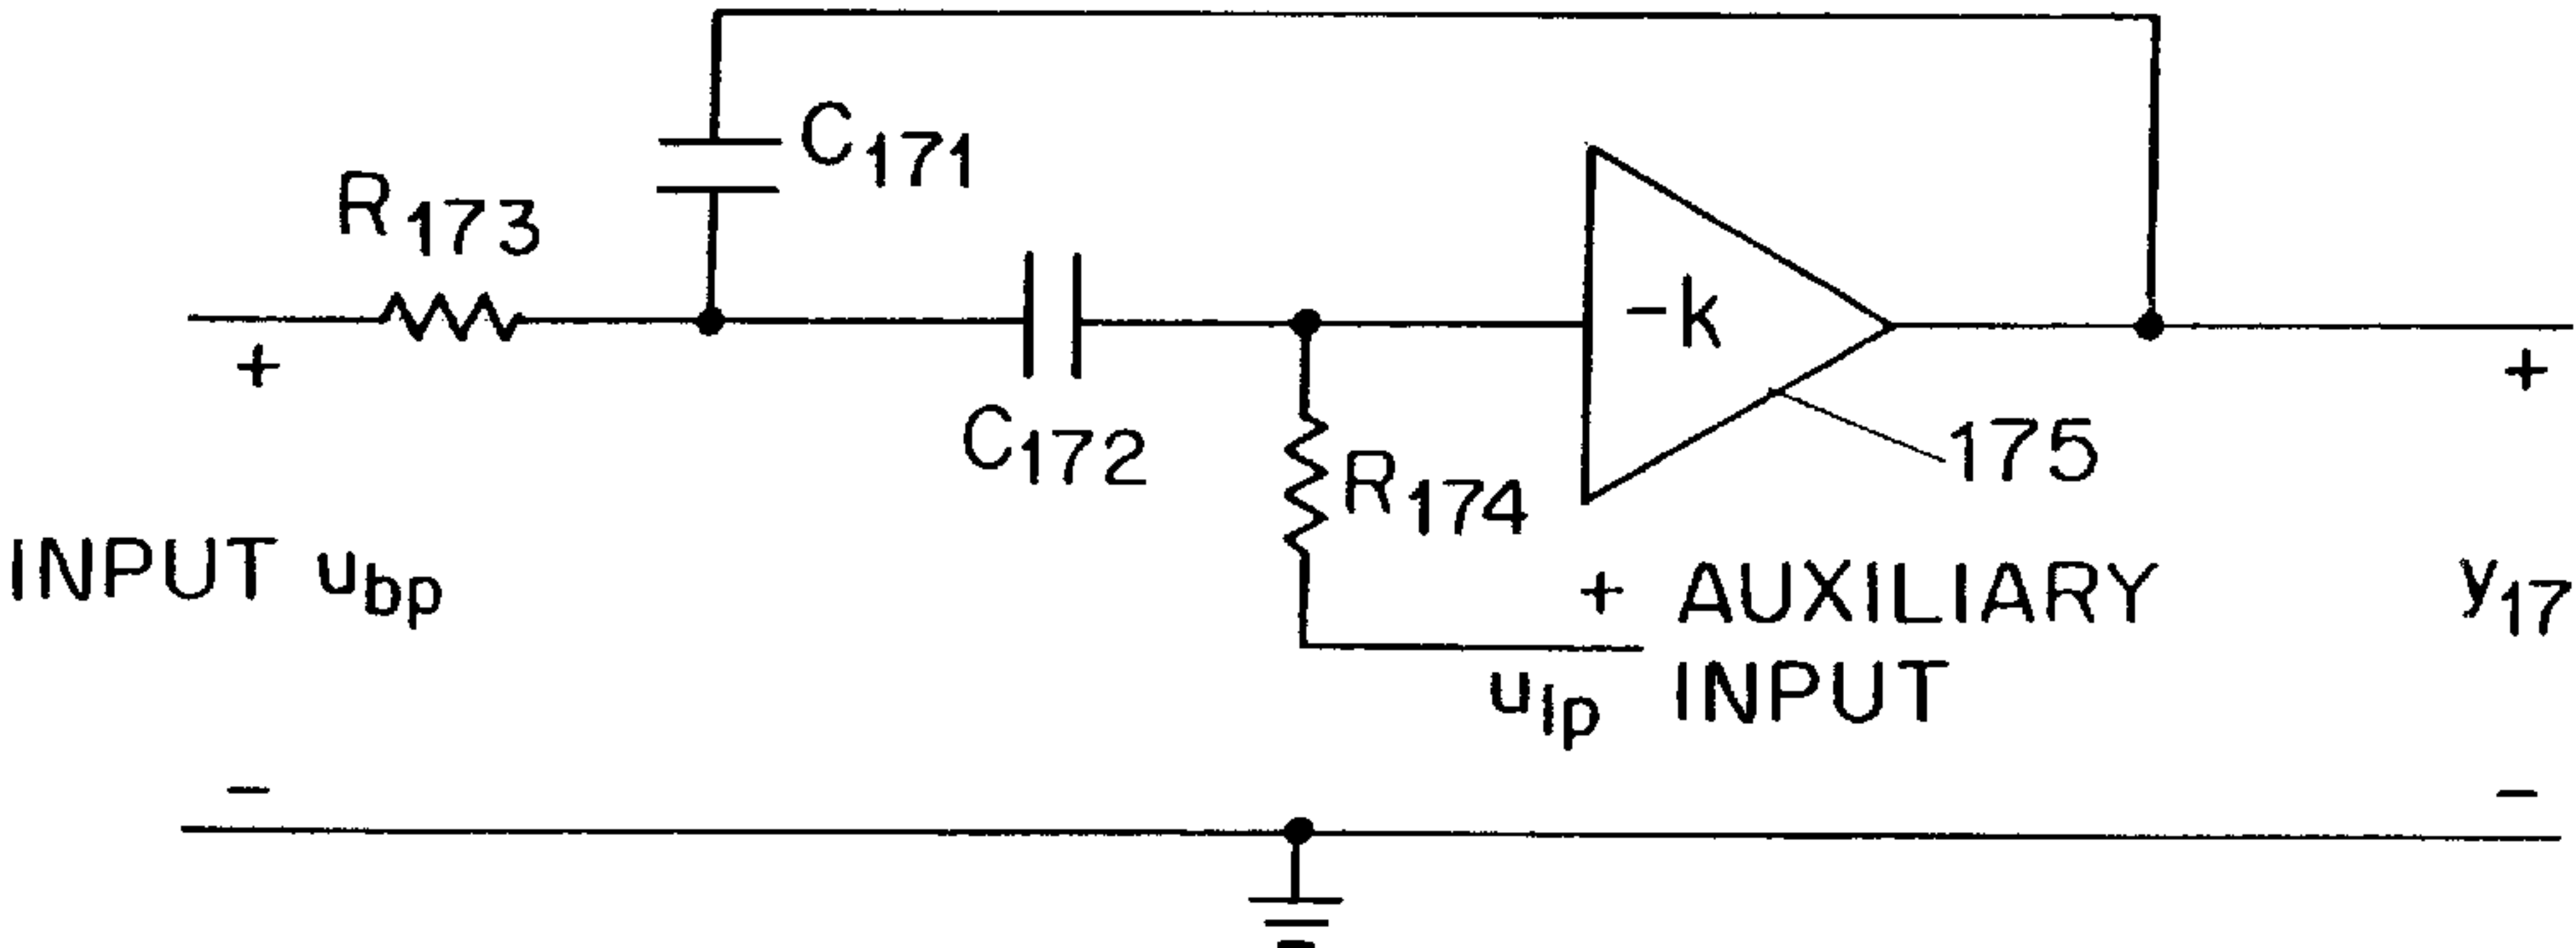 C171
R173
-k
+
+
C172
175
R174
INPUT ubp
+ AUXILIARY
y17
ulp INPUT
-
-